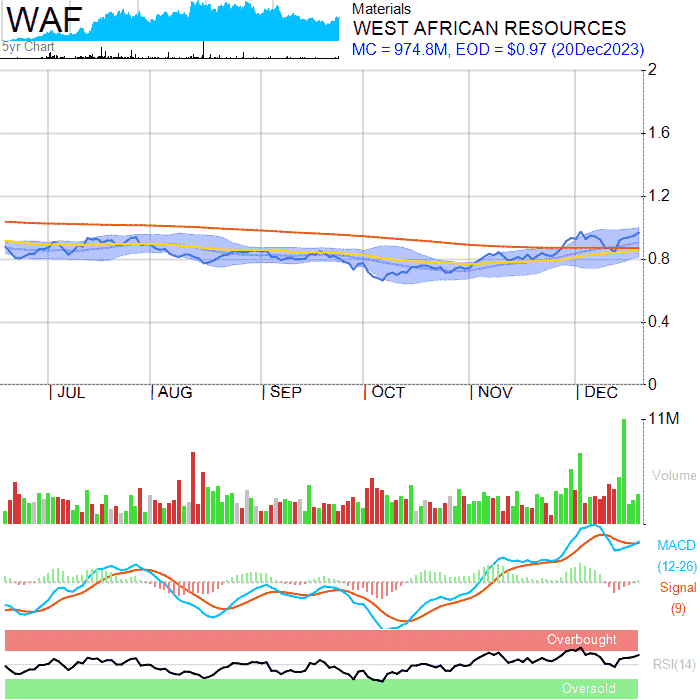 WAF
5yr Chart
Materials
WEST AFRICAN RESOURCES
MC = 974.8M, EOD = $0.97 (20Dec2023)
2
1.6
1.2
0.8
0.4
0
JUL
AUG
SEP
OCT
NOV
DEC
11M
Volume
MACD
(12-26)
Signal
(9)
Overbought
RSI(14)
Oversold